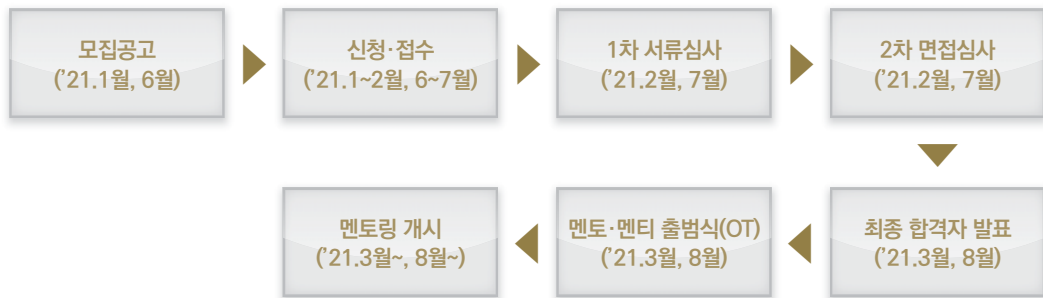 모집공고
(’21.1월, 6월)
신청·접수
(’21.1~2월, 6~7월)
1차 서류심사
(’21.2월, 7월)
2차 면접심사
(’21.2월, 7월)
최종 합격자 발표
(’21.3월, 8월)
멘토·멘티 출범식(OT)
(’21.3월, 8월)
멘토링 개시
(’21.3월~, 8월~)